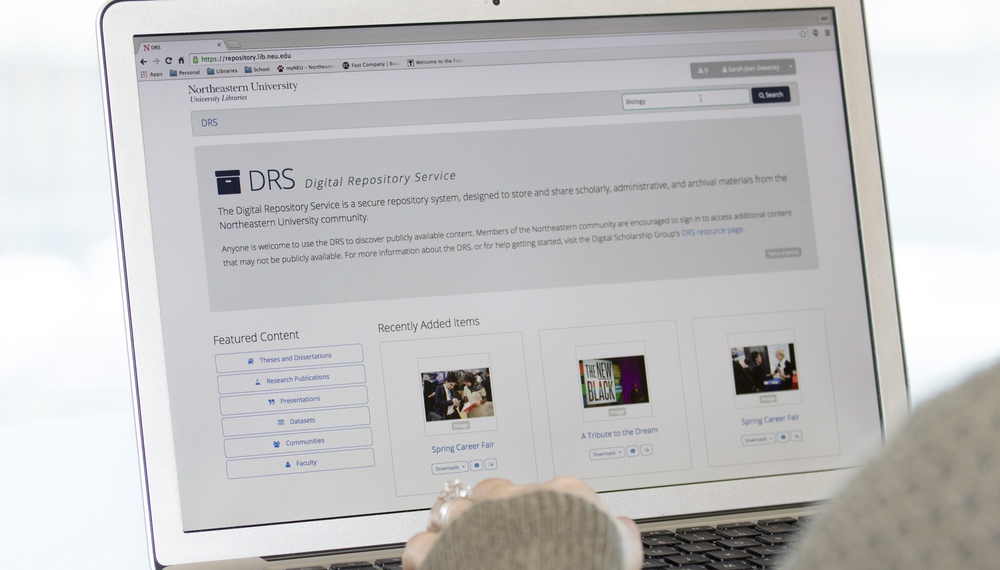 N DRS
https://repository.lib.neu.edu
Apps Personal Libraries School myNEU - Northeaste Fast Company | Busi Welcome to the Fron
0 Sarah Jean Sweeney
Northeastern University
University Libraries
Biology Search
DRS
DRS Digital Repository Service
The Digital Repository Service is a secure repository system, designed to store and share scholarly, administrative, and archival materials from the
Northeastern University community.
Anyone is welcome to use the DRS to discover publicly available content. Members of the Northeastern community are encouraged to sign in to access additional content
that may not be publicly available. For more information about the DRS, or for help getting started, visit the Digital Scholarship Group's DRS resource page.
Terms of service
Featured Content
Theses and Dissertations
Research Publications
Presentations
Datasets
Communities
Faculty
Recently Added Items
Image
Spring Career Fair
Downloads
THE NEW
BLACK
Image
A Tribute to the Dream
Downloads
Image
Spring Career Fair
Downloads